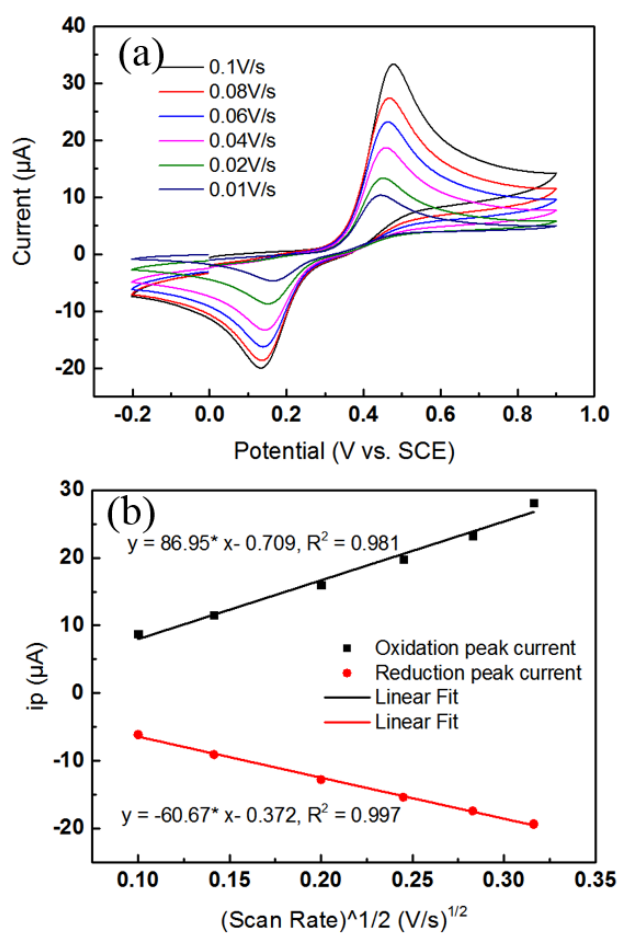 (a)
0.1V/s
0.08V/s
0.06V/s
0.04V/s
0.02V/s
0.01V/s
40
30
20
10
0
-10
-20
Current (µA)
-0.2 0.0 0.2 0.4 0.6 0.8 1.0
Potential (V vs. SCE)
(b)
y = 86.95* x- 0.709, R² = 0.981
Oxidation peak current
Reduction peak current
Linear Fit
Linear Fit
y = -60.67* x- 0.372, R² = 0.997
30
20
10
0
-10
-20
ip (µA)
0.10 0.15 0.20 0.25 0.30 0.35
(Scan Rate)^1/2 (V/s)^1/2